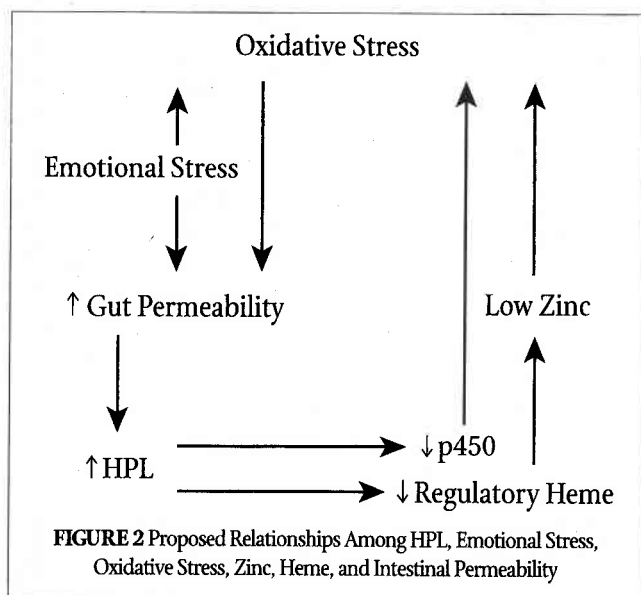 Oxidative Stress
Emotional Stress
↑ Gut Permeability
Low Zinc
↑HPL
↓p450
↓ Regulatory Heme
FIGURE 2 Proposed Relationships Among HPL, Emotional Stress,
Oxidative Stress, Zinc, Heme, and Intestinal Permeability